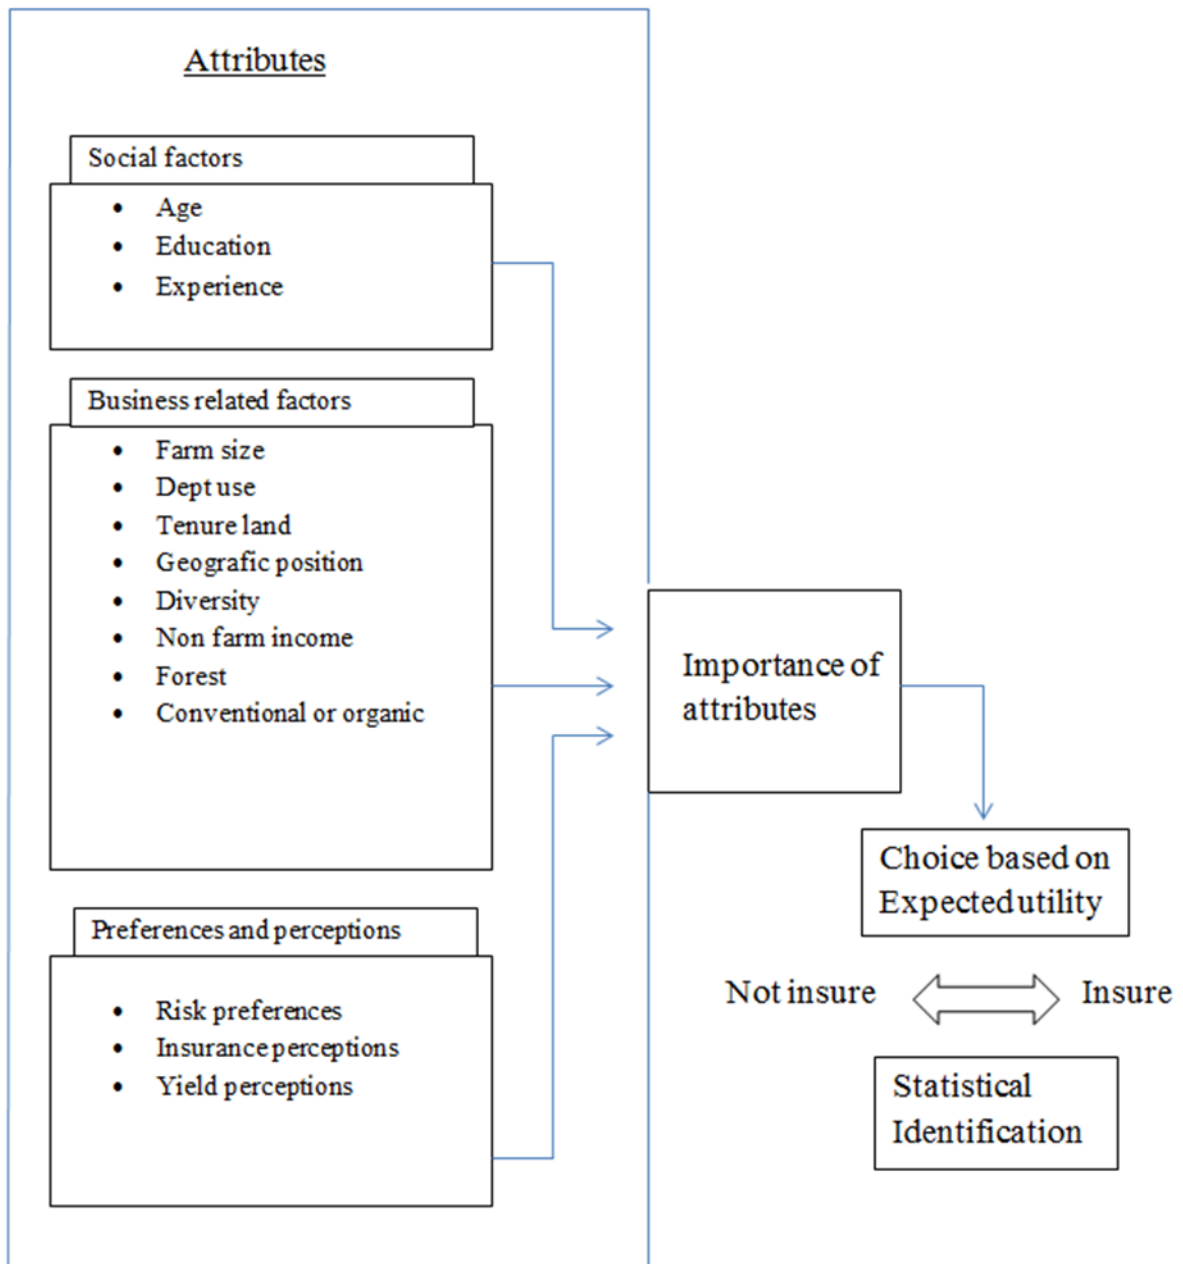 Attributes
Social factors
• Age
• Education
• Experience
Business related factors
• Farm size
• Dept use
• Tenure land
• Geografic position
• Diversity
• Non farm income
• Forest
• Conventional or organic
Preferences and perceptions
• Risk preferences
• Insurance perceptions
• Yield perceptions
Importance of
attributes
Choice based on
Expected utility
Not insure
Insure
Statistical
Identification